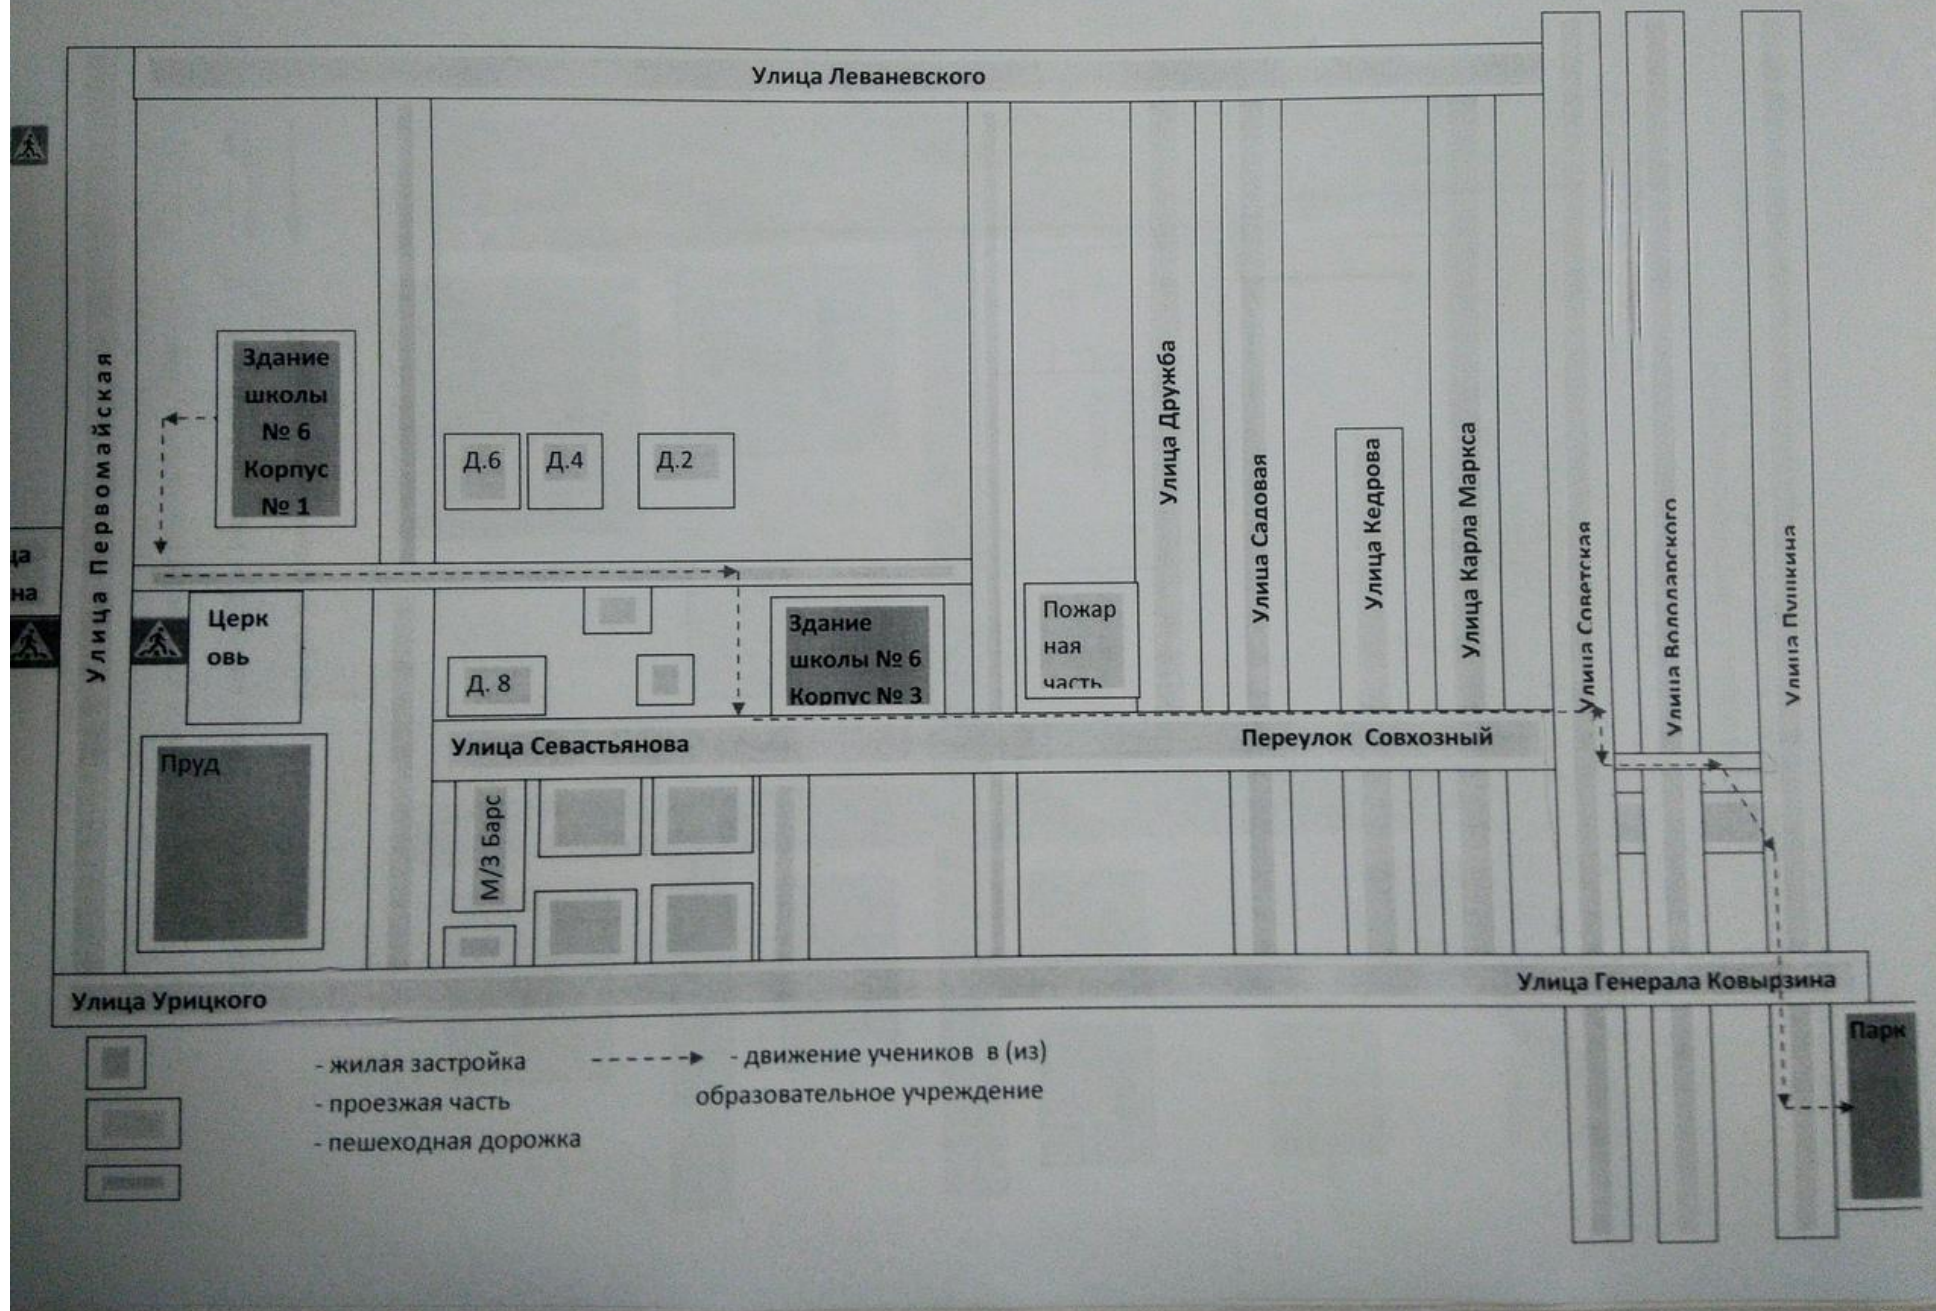 Улица Леваневского
Улица Первомайская
Здание
школы
№ 6
Корпус
№ 1
Д.6
Д.4
Д.2
Улица Дружба
Улица Садовая
Улица Кедрова
Улица Карла Маркса
Улица Советская
Улица Пушкина
ца
на
Церк
овь
Здание
школы № 6
Корпус № 3
Пожар
ная
часть
Д. 8
Улица Севастьянова
Переулок Совхозный
Пруд
М/З Барс
Улица Урицкого
Улица Генерала Ковырзина
Парк
- жилая застройка
- проезжая часть
- пешеходная дорожка
- движение учеников в (из)
образовательное учреждение